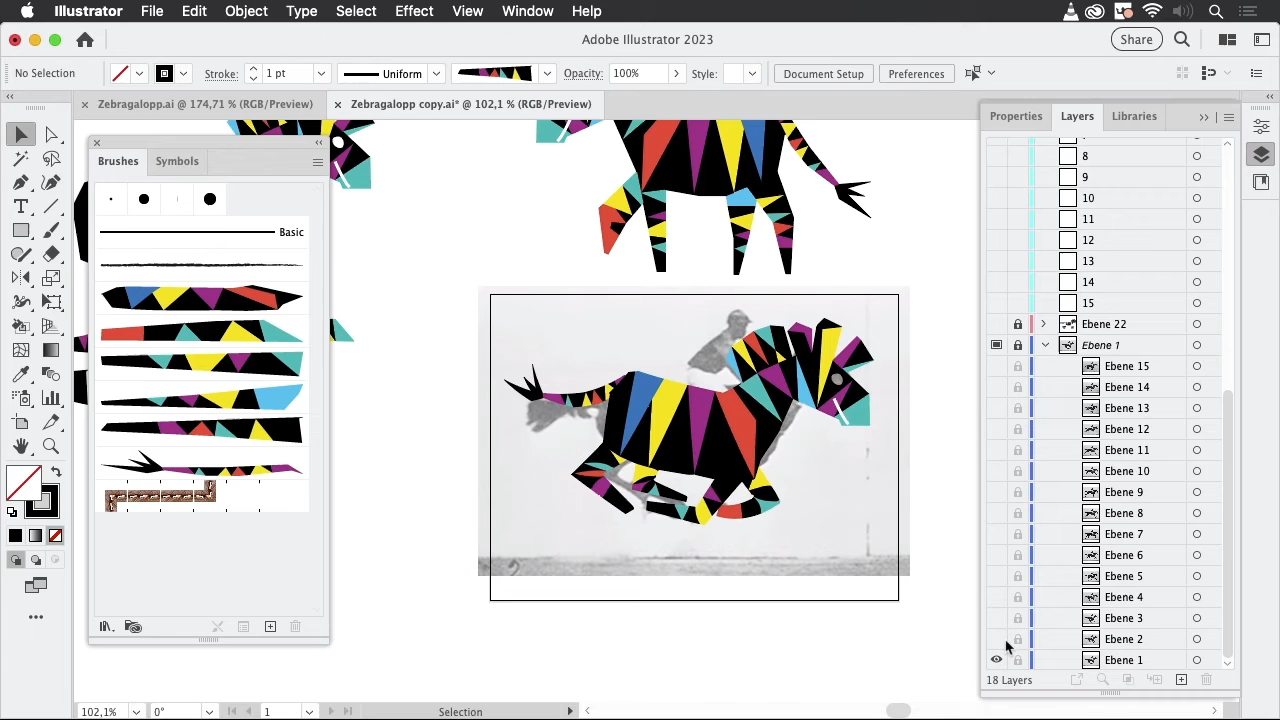 Illustrator File Edit Object Type Select Effect View Window Help
Adobe Illustrator 2023
Share
No Selection Stroke: 1 pt Uniform Opacity: 100% Style: Document Setup Preferences
Zebragalopp.ai @ 174,71 % (RGB/Preview)
Zebragalopp copy.ai* @ 102,1 % (RGB/Preview)
Properties Layers Libraries
Brushes Symbols
Basic
8
9
10
11
12
13
14
15
Ebene 22
Ebene 1
Ebene 15
Ebene 14
Ebene 13
Ebene 12
Ebene 11
Ebene 10
Ebene 9
Ebene 8
Ebene 7
Ebene 6
Ebene 5
Ebene 4
Ebene 3
Ebene 2
Ebene 1
18 Layers
102,1% 0° 1 Selection